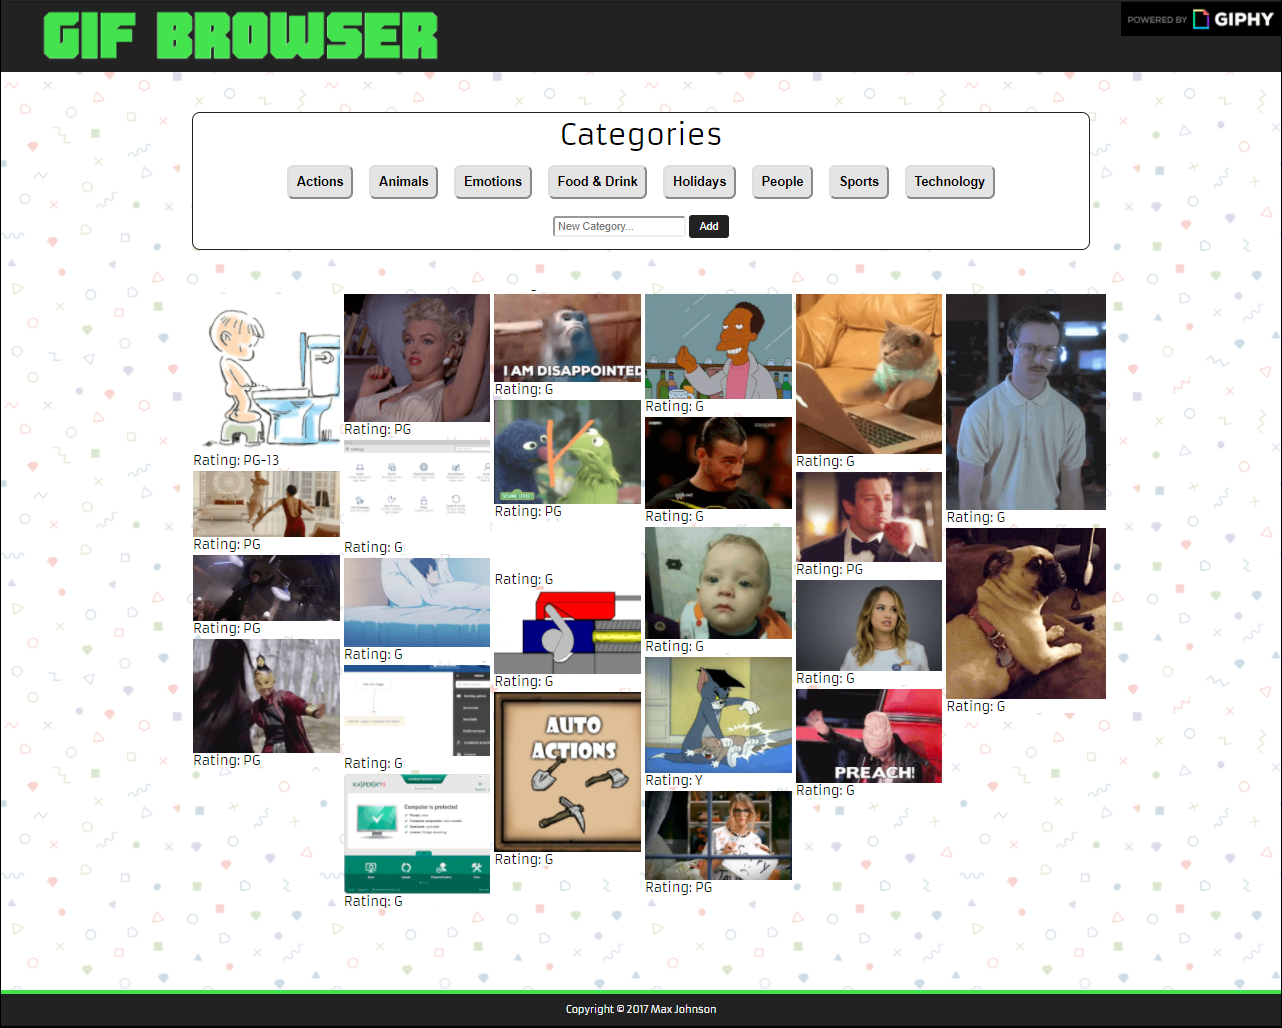 GIF BROWSER
POWERED BY GIPHY
Categories
Actions Animals Emotions Food & Drink Holidays People Sports Technology
New Category... Add
Rating: PG-13
Rating: PG
Rating: PG
Rating: PG
Rating: PG
Settings
Rating: G
Rating: G
Rating: G
KASPERSKY
Computer is protected
Rating: G
I AM DISAPPOINTED
Rating: G
SESAME STREET
Rating: PG
Rating: G
Rating: G
AUTO
ACTIONS
Rating: G
Rating: G
Rating: G
Rating: G
Rating: Y
Rating: PG
Rating: G
Rating: PG
Rating: G
PREACH!
Rating: G
Rating: G
Rating: G
Copyright © 2017 Max Johnson